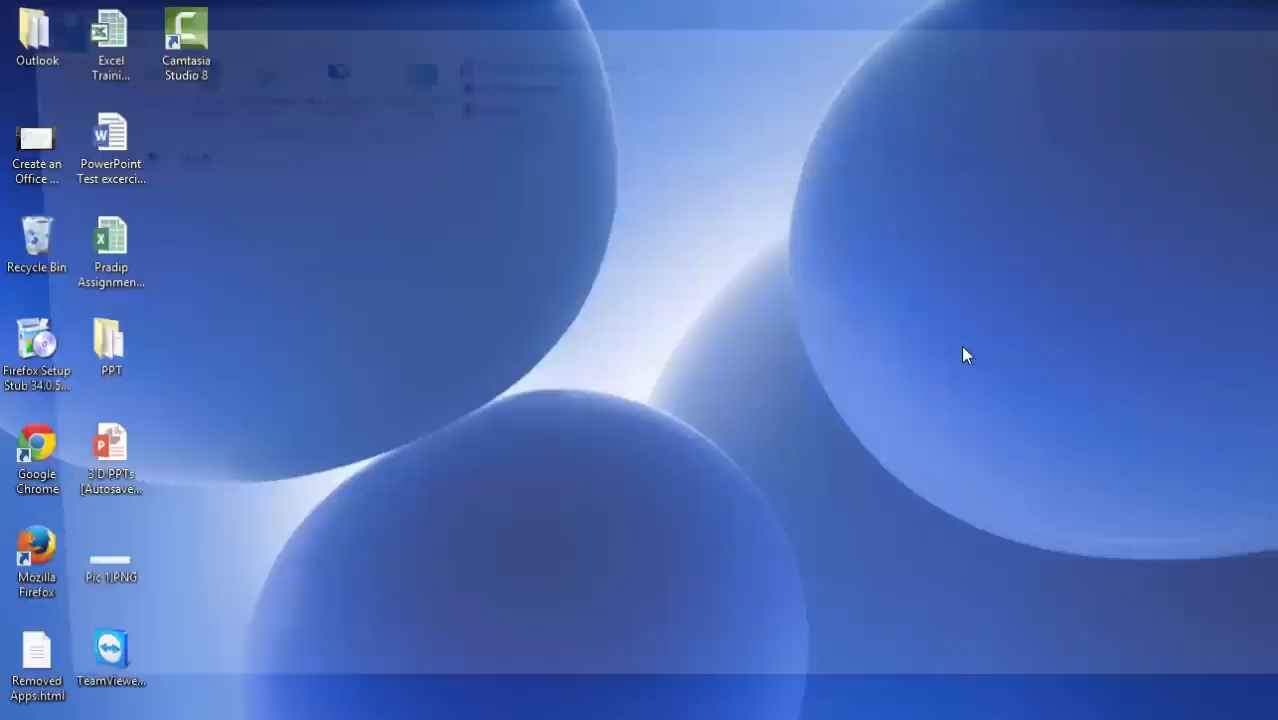 Outlook
Excel
Traini...
Camtasia
Studio 8
Create an
Office ...
PowerPoint
Test excerci...
Recycle Bin
Pradip
Assignmen...
Firefox Setup
Stub 34.0.5...
PPT
Google
Chrome
3 D PPTs
[Autosave...
Mozilla
Firefox
Pic 1.PNG
Removed
Apps.html
TeamViewe...